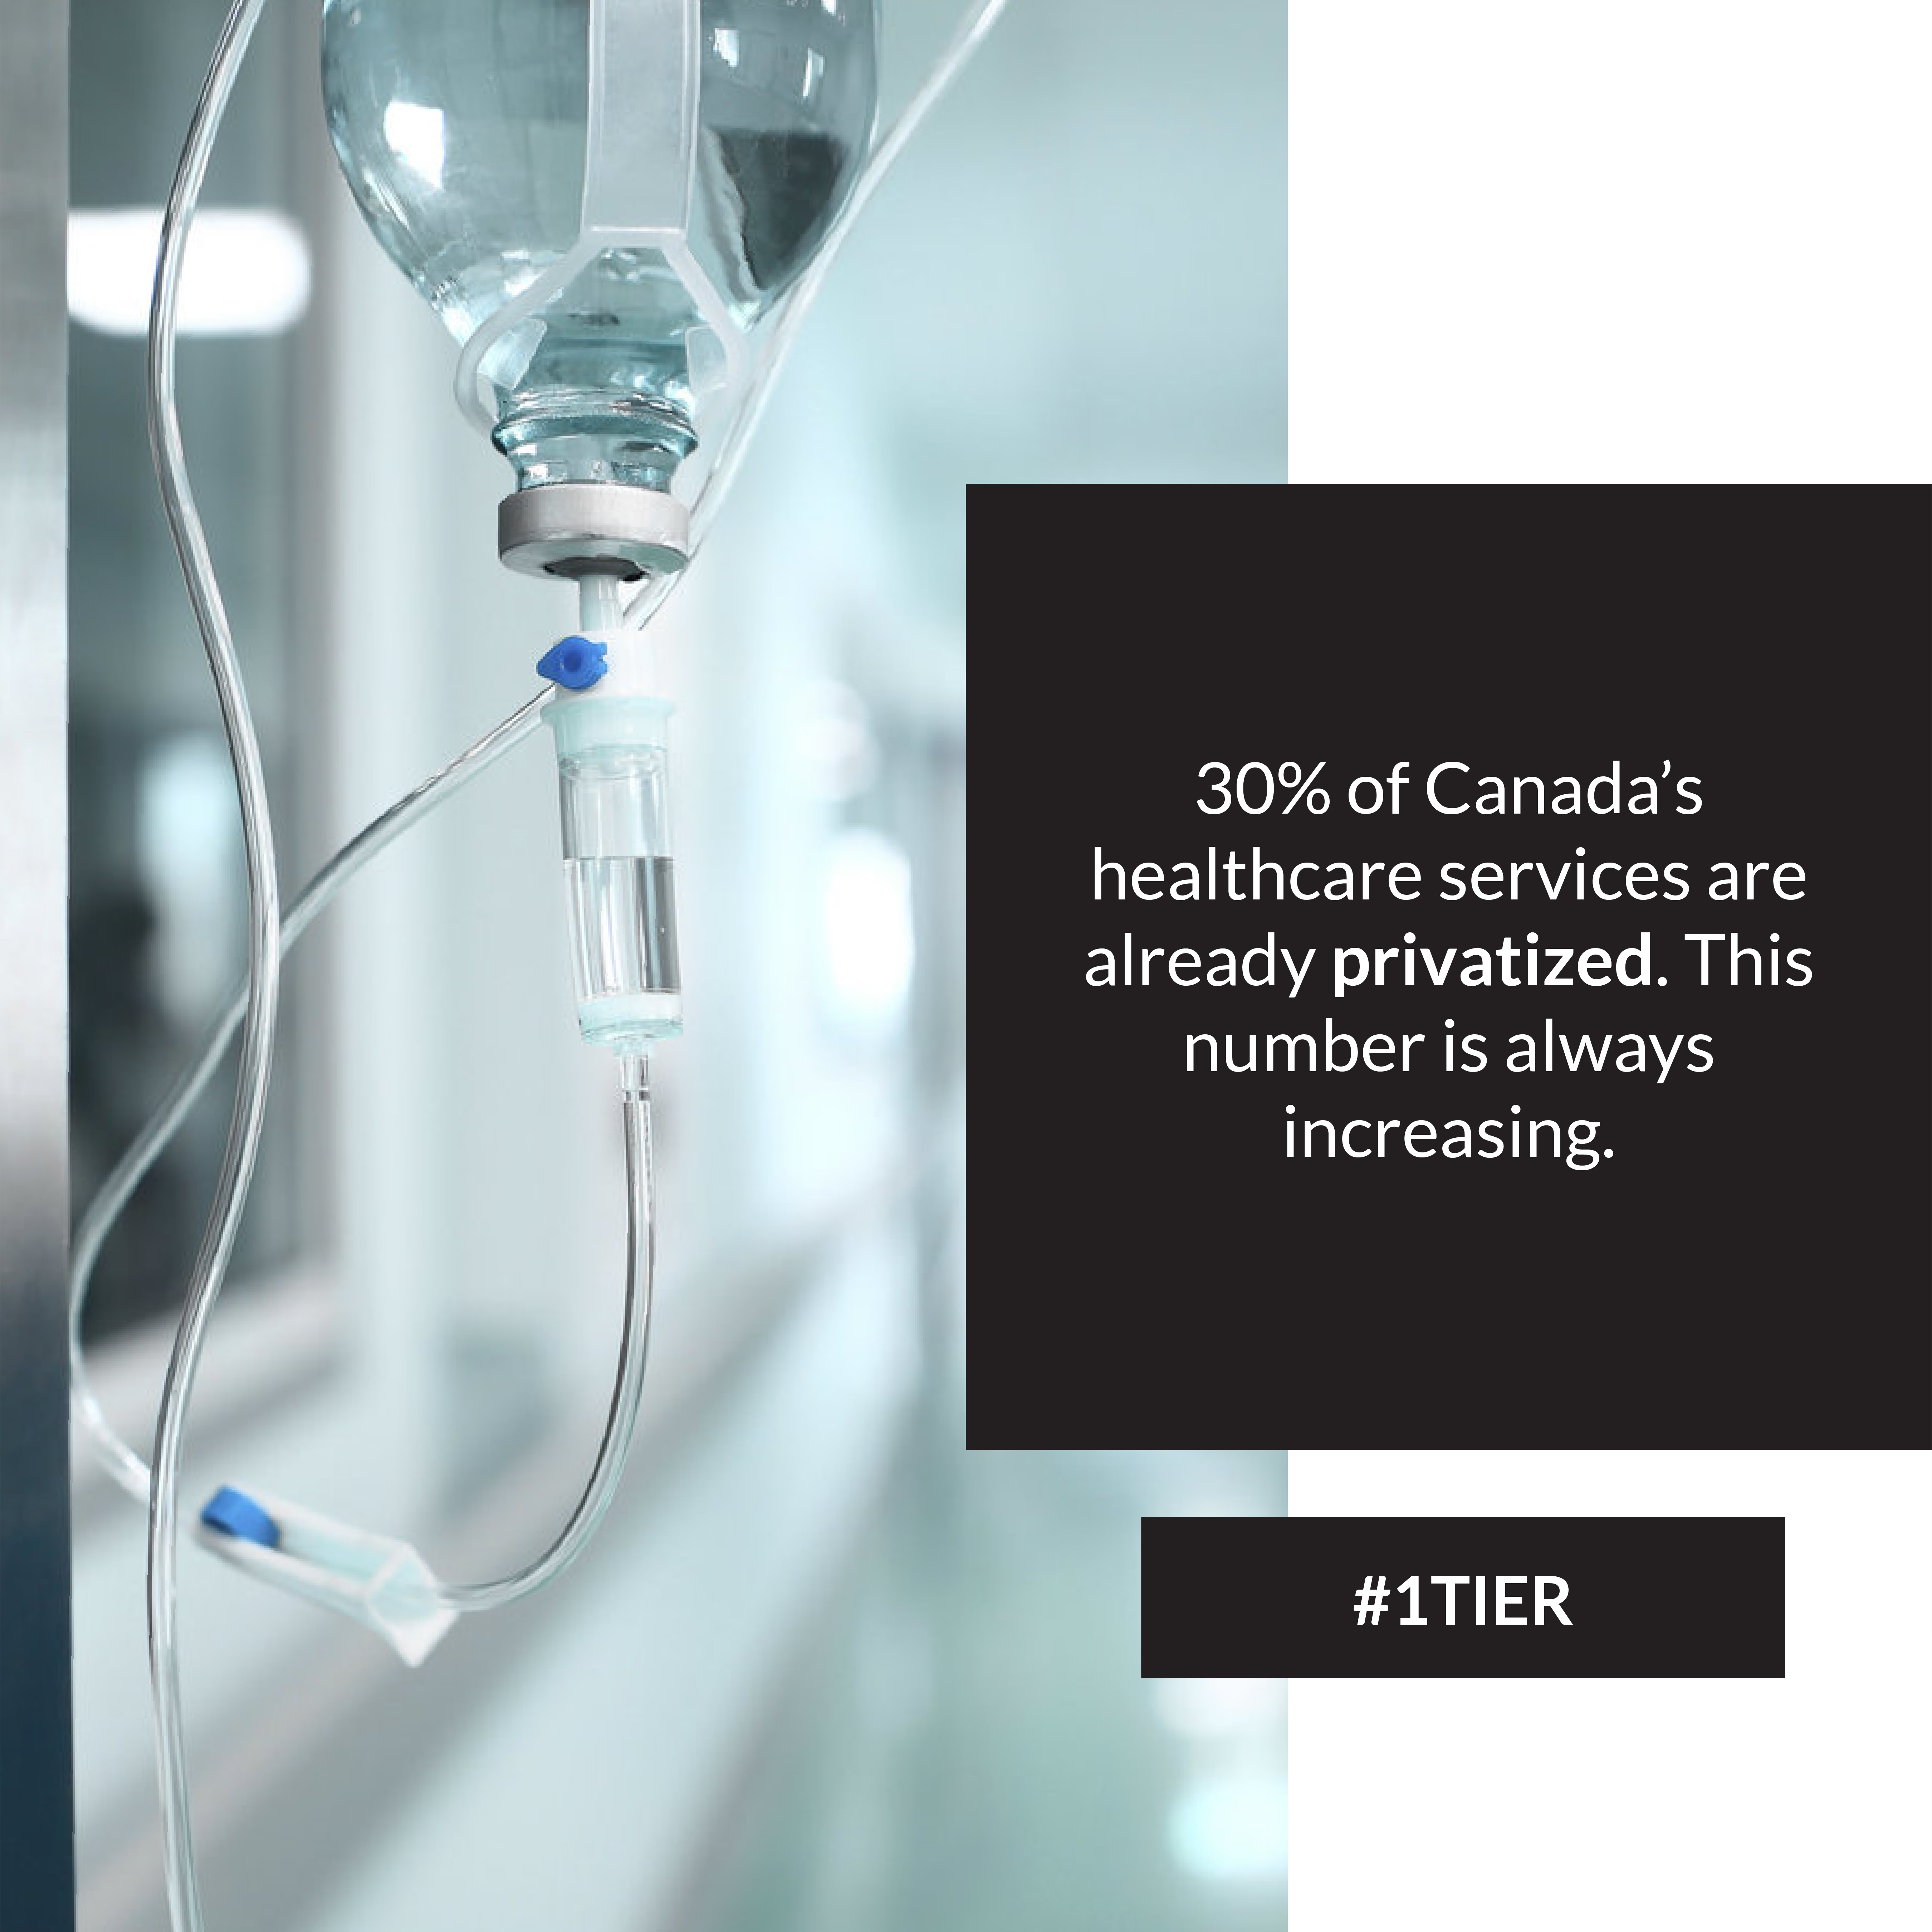 30% of Canada’s
healthcare services are
already privatized. This
number is always
increasing.
#1TIER